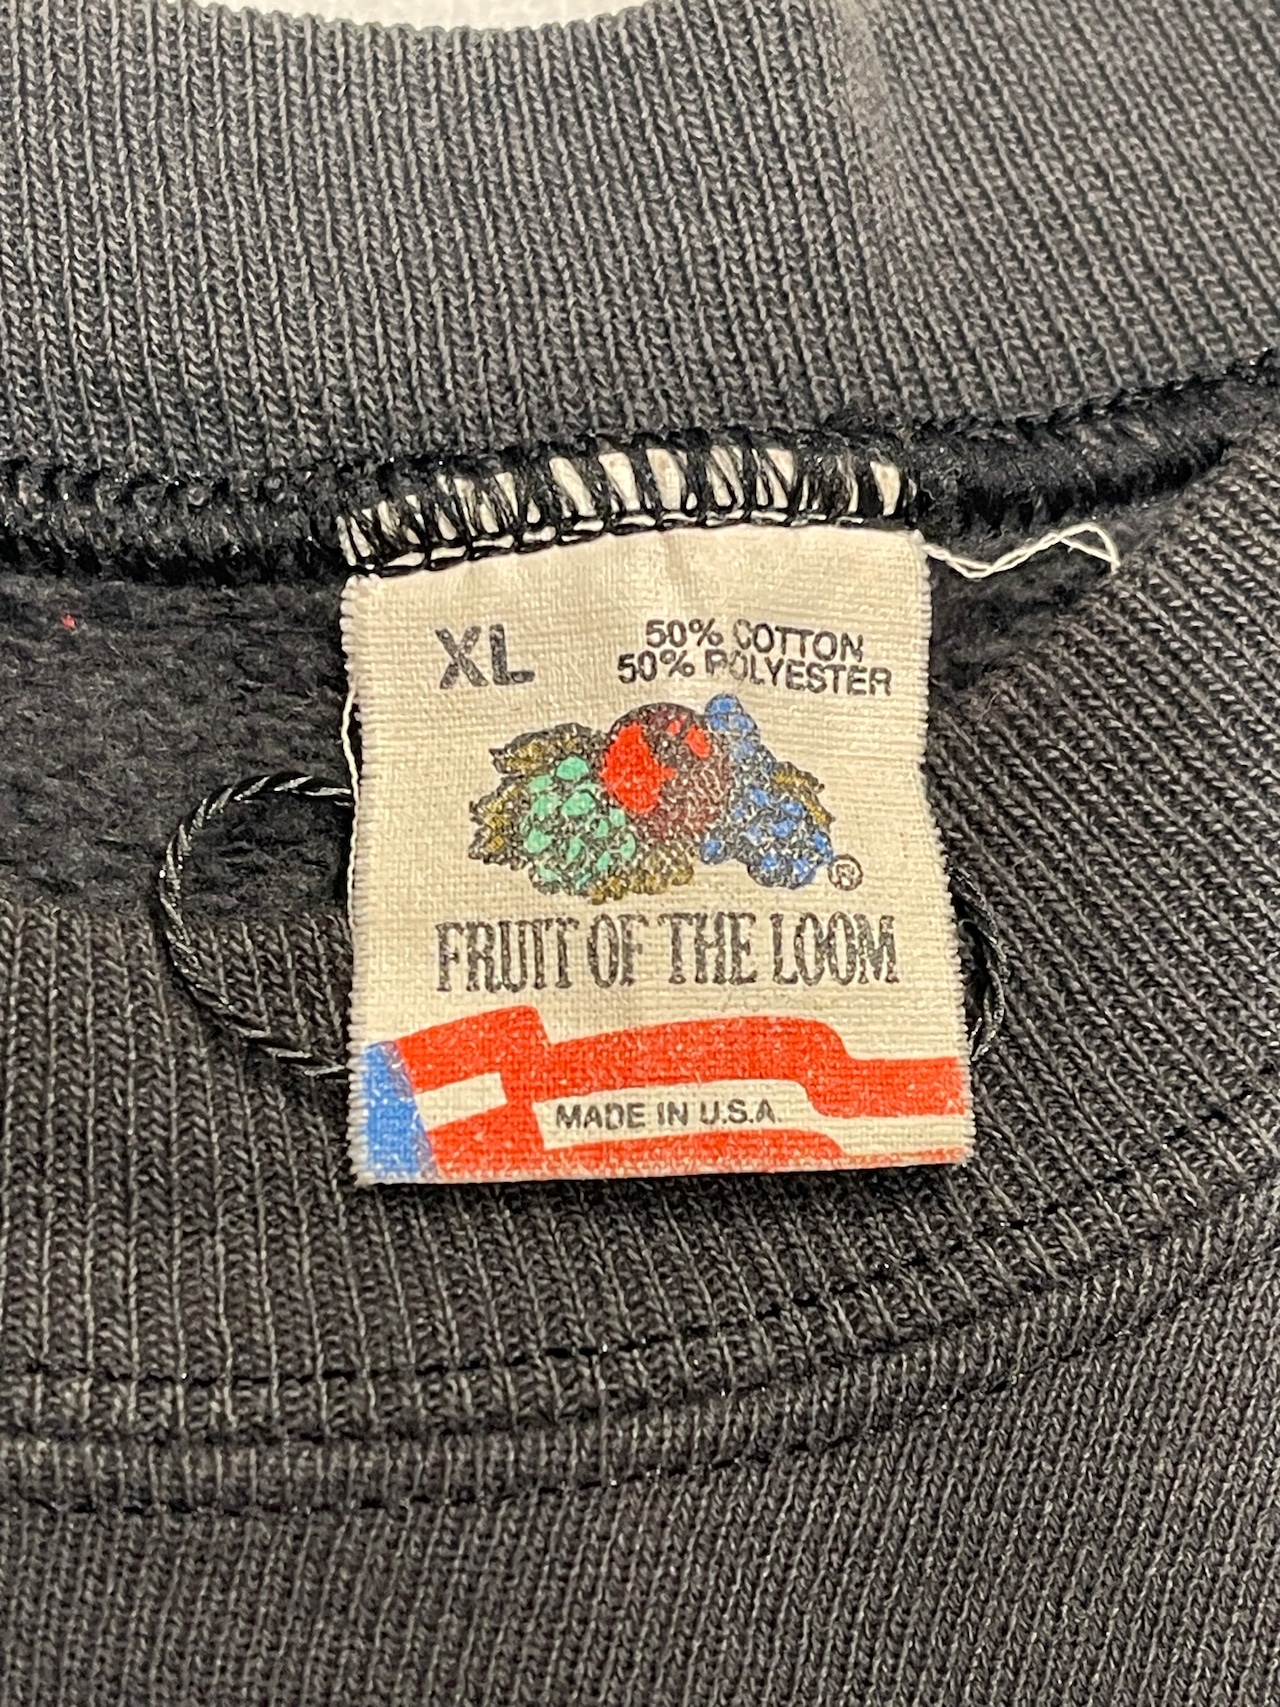 XL
50% COTTON
50% POLYESTER
®
FRUIT OF THE LOOM
MADE IN U.S.A.